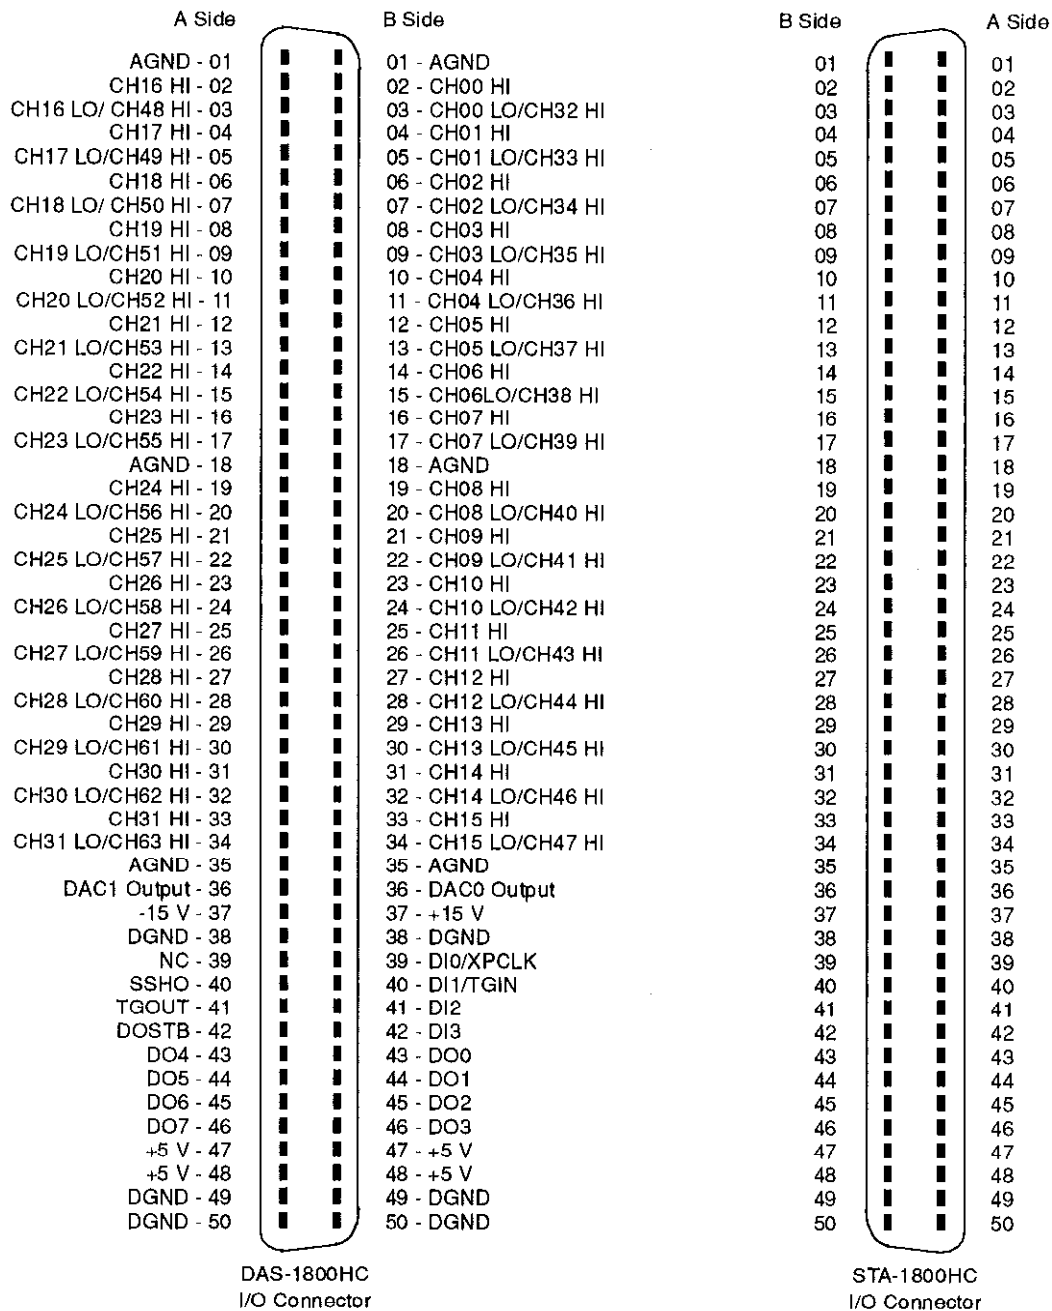 A Side B Side B Side A Side
AGND - 01 01 - AGND 01 01
CH16 HI - 02 02 - CH00 HI 02 02
CH16 LO/ CH48 HI - 03 03 - CH00 LO/CH32 HI 03 03
CH17 HI - 04 04 - CH01 HI 04 04
CH17 LO/CH49 HI - 05 05 - CH01 LO/CH33 HI 05 05
CH18 HI - 06 06 - CH02 HI 06 06
CH18 LO/ CH50 HI - 07 07 - CH02 LO/CH34 HI 07 07
CH19 HI - 08 08 - CH03 HI 08 08
CH19 LO/CH51 HI - 09 09 - CH03 LO/CH35 HI 09 09
CH20 HI - 10 10 - CH04 HI 10 10
CH20 LO/CH52 HI - 11 11 - CH04 LO/CH36 HI 11 11
CH21 HI - 12 12 - CH05 HI 12 12
CH21 LO/CH53 HI - 13 13 - CH05 LO/CH37 HI 13 13
CH22 HI - 14 14 - CH06 HI 14 14
CH22 LO/CH54 HI - 15 15 - CH06LO/CH38 HI 15 15
CH23 HI - 16 16 - CH07 HI 16 16
CH23 LO/CH55 HI - 17 17 - CH07 LO/CH39 HI 17 17
AGND - 18 18 - AGND 18 18
CH24 HI - 19 19 - CH08 HI 19 19
CH24 LO/CH56 HI - 20 20 - CH08 LO/CH40 HI 20 20
CH25 HI - 21 21 - CH09 HI 21 21
CH25 LO/CH57 HI - 22 22 - CH09 LO/CH41 HI 22 22
CH26 HI - 23 23 - CH10 HI 23 23
CH26 LO/CH58 HI - 24 24 - CH10 LO/CH42 HI 24 24
CH27 HI - 25 25 - CH11 HI 25 25
CH27 LO/CH59 HI - 26 26 - CH11 LO/CH43 HI 26 26
CH28 HI - 27 27 - CH12 HI 27 27
CH28 LO/CH60 HI - 28 28 - CH12 LO/CH44 HI 28 28
CH29 HI - 29 29 - CH13 HI 29 29
CH29 LO/CH61 HI - 30 30 - CH13 LO/CH45 HI 30 30
CH30 HI - 31 31 - CH14 HI 31 31
CH30 LO/CH62 HI - 32 32 - CH14 LO/CH46 HI 32 32
CH31 HI - 33 33 - CH15 HI 33 33
CH31 LO/CH63 HI - 34 34 - CH15 LO/CH47 HI 34 34
AGND - 35 35 - AGND 35 35
DAC1 Output - 36 36 - DAC0 Output 36 36
-15 V - 37 37 - +15 V 37 37
DGND - 38 38 - DGND 38 38
NC - 39 39 - DI0/XPCLK 39 39
SSHO - 40 40 - DI1/TGIN 40 40
TGOUT - 41 41 - DI2 41 41
DOSTB - 42 42 - DI3 42 42
DO4 - 43 43 - DO0 43 43
DO5 - 44 44 - DO1 44 44
DO6 - 45 45 - DO2 45 45
DO7 - 46 46 - DO3 46 46
+5 V - 47 47 - +5 V 47 47
+5 V - 48 48 - +5 V 48 48
DGND - 49 49 - DGND 49 49
DGND - 50 50 - DGND 50 50
DAS-1800HC STA-1800HC
I/O Connector I/O Connector